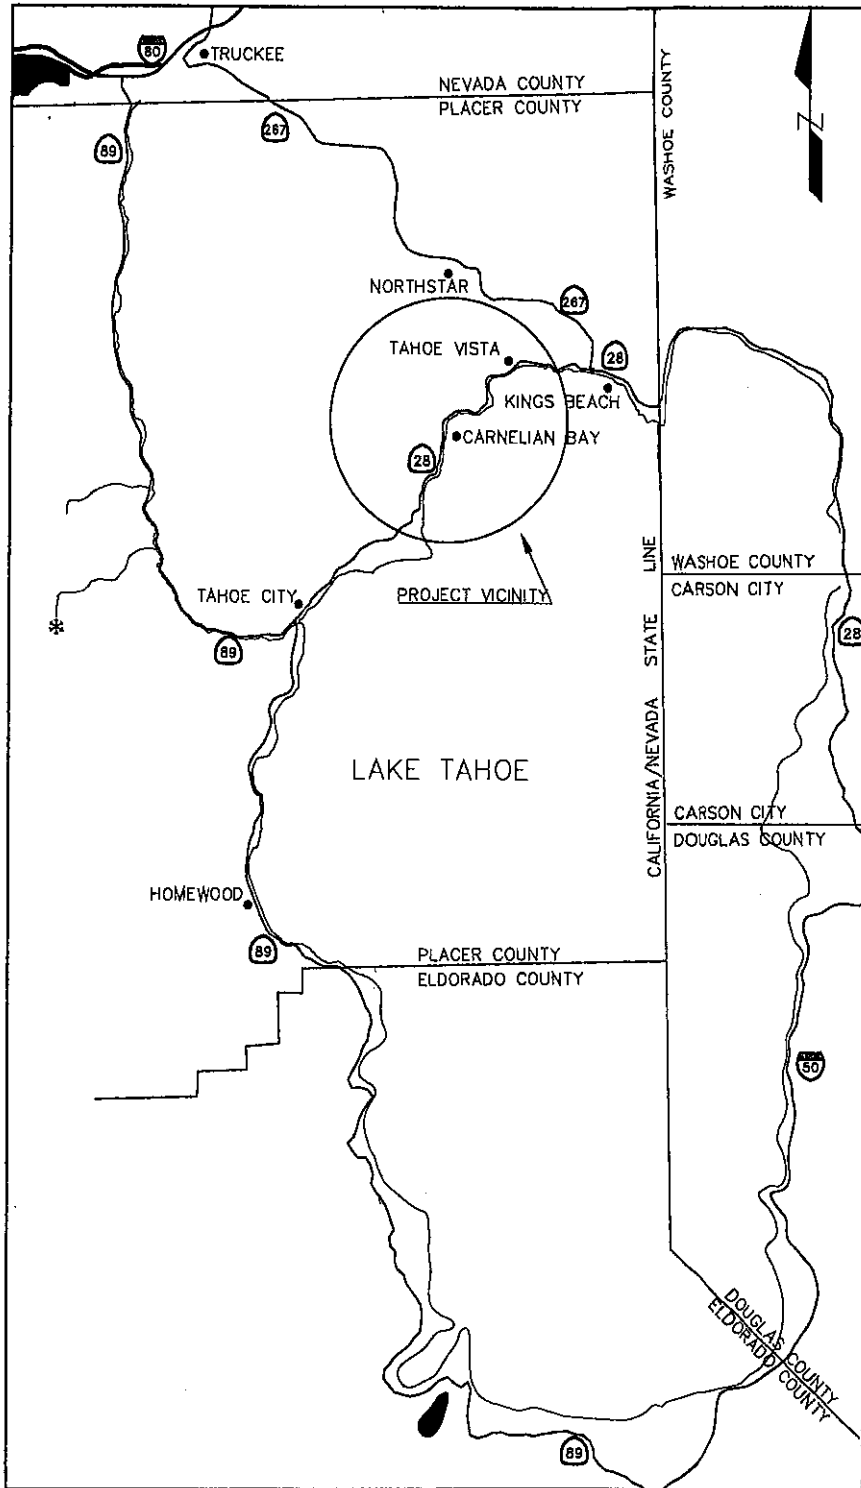 80
TRUCKEE
NEVADA COUNTY
PLACER COUNTY
WASHOE COUNTY
N
89
267
NORTHSTAR
267
TAHOE VISTA
28
KINGS BEACH
CARNELIAN BAY
28
PROJECT VICINITY
TAHOE CITY
89
WASHOE COUNTY
CARSON CITY
28
CALIFORNIA/NEVADA STATE LINE
LAKE TAHOE
CARSON CITY
DOUGLAS COUNTY
HOMEWOOD
89
PLACER COUNTY
ELDORADO COUNTY
50
DOUGLAS COUNTY
ELDORADO COUNTY
89